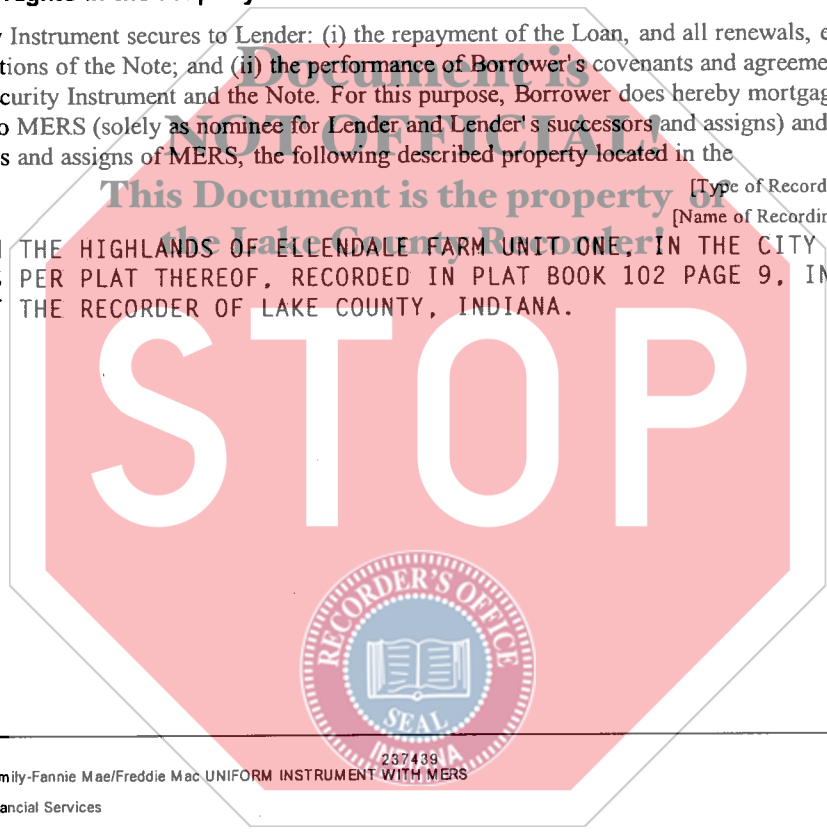 Instrument secures to Lender: (i) the repayment of the Loan, and all renewals,
tions of the Note; and (ii) the performance of Borrower's covenants and agreeme
Document is
curity Instrument and the Note. For this purpose, Borrower does hereby mortgag
o MERS (solely as nominee for Lender and Lender's successors and assigns) and
NOT OFFICIAL!
s and assigns of MERS, the following described property located in the
This Document is the property of
[Type of Record
[Name of Recordin
the Lake County Recorder!
THE HIGHLANDS OF ELLENDALE FARM UNIT ONE, IN THE CITY
PER PLAT THEREOF, RECORDED IN PLAT BOOK 102 PAGE 9, IN
THE RECORDER OF LAKE COUNTY, INDIANA.
STOP
RECORDER'S OFFICE
SEAL
INDIANA
237439
mily-Fannie Mae/Freddie Mac UNIFORM INSTRUMENT WITH MERS
ancial Services